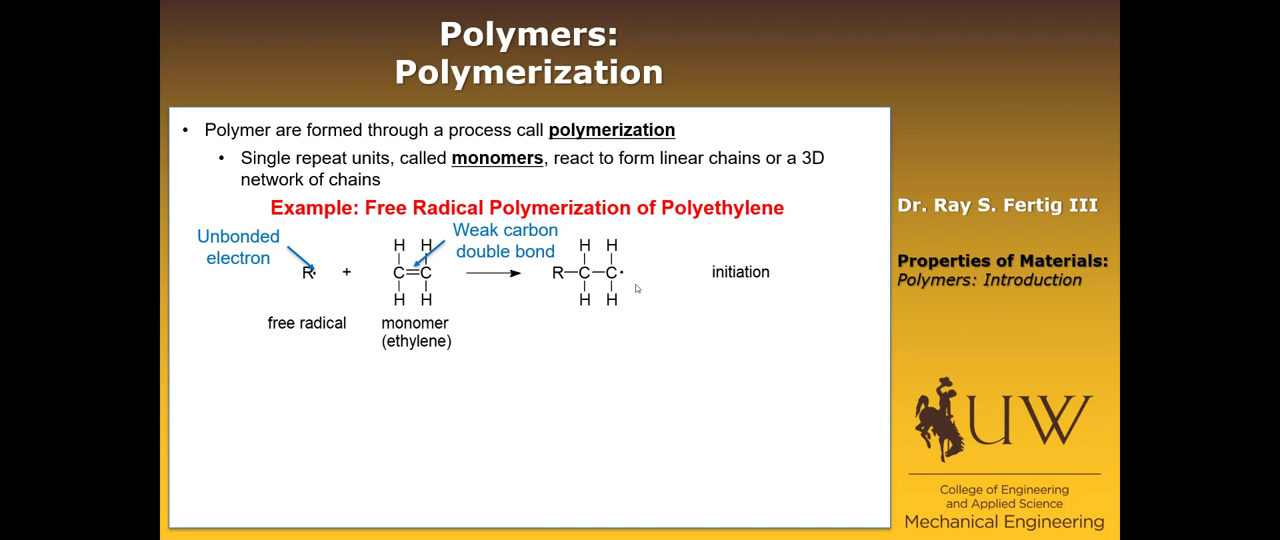 Polymers:
Polymerization
• Polymer are formed through a process call polymerization
• Single repeat units, called monomers, react to form linear chains or a 3D
network of chains
Example: Free Radical Polymerization of Polyethylene
Unbonded
electron
Weak carbon
double bond
H H
H H
R· + C=C R–C–C· initiation
H H
H H
free radical
monomer
(ethylene)
Dr. Ray S. Fertig III
Properties of Materials:
Polymers: Introduction
UW
College of Engineering
and Applied Science
Mechanical Engineering